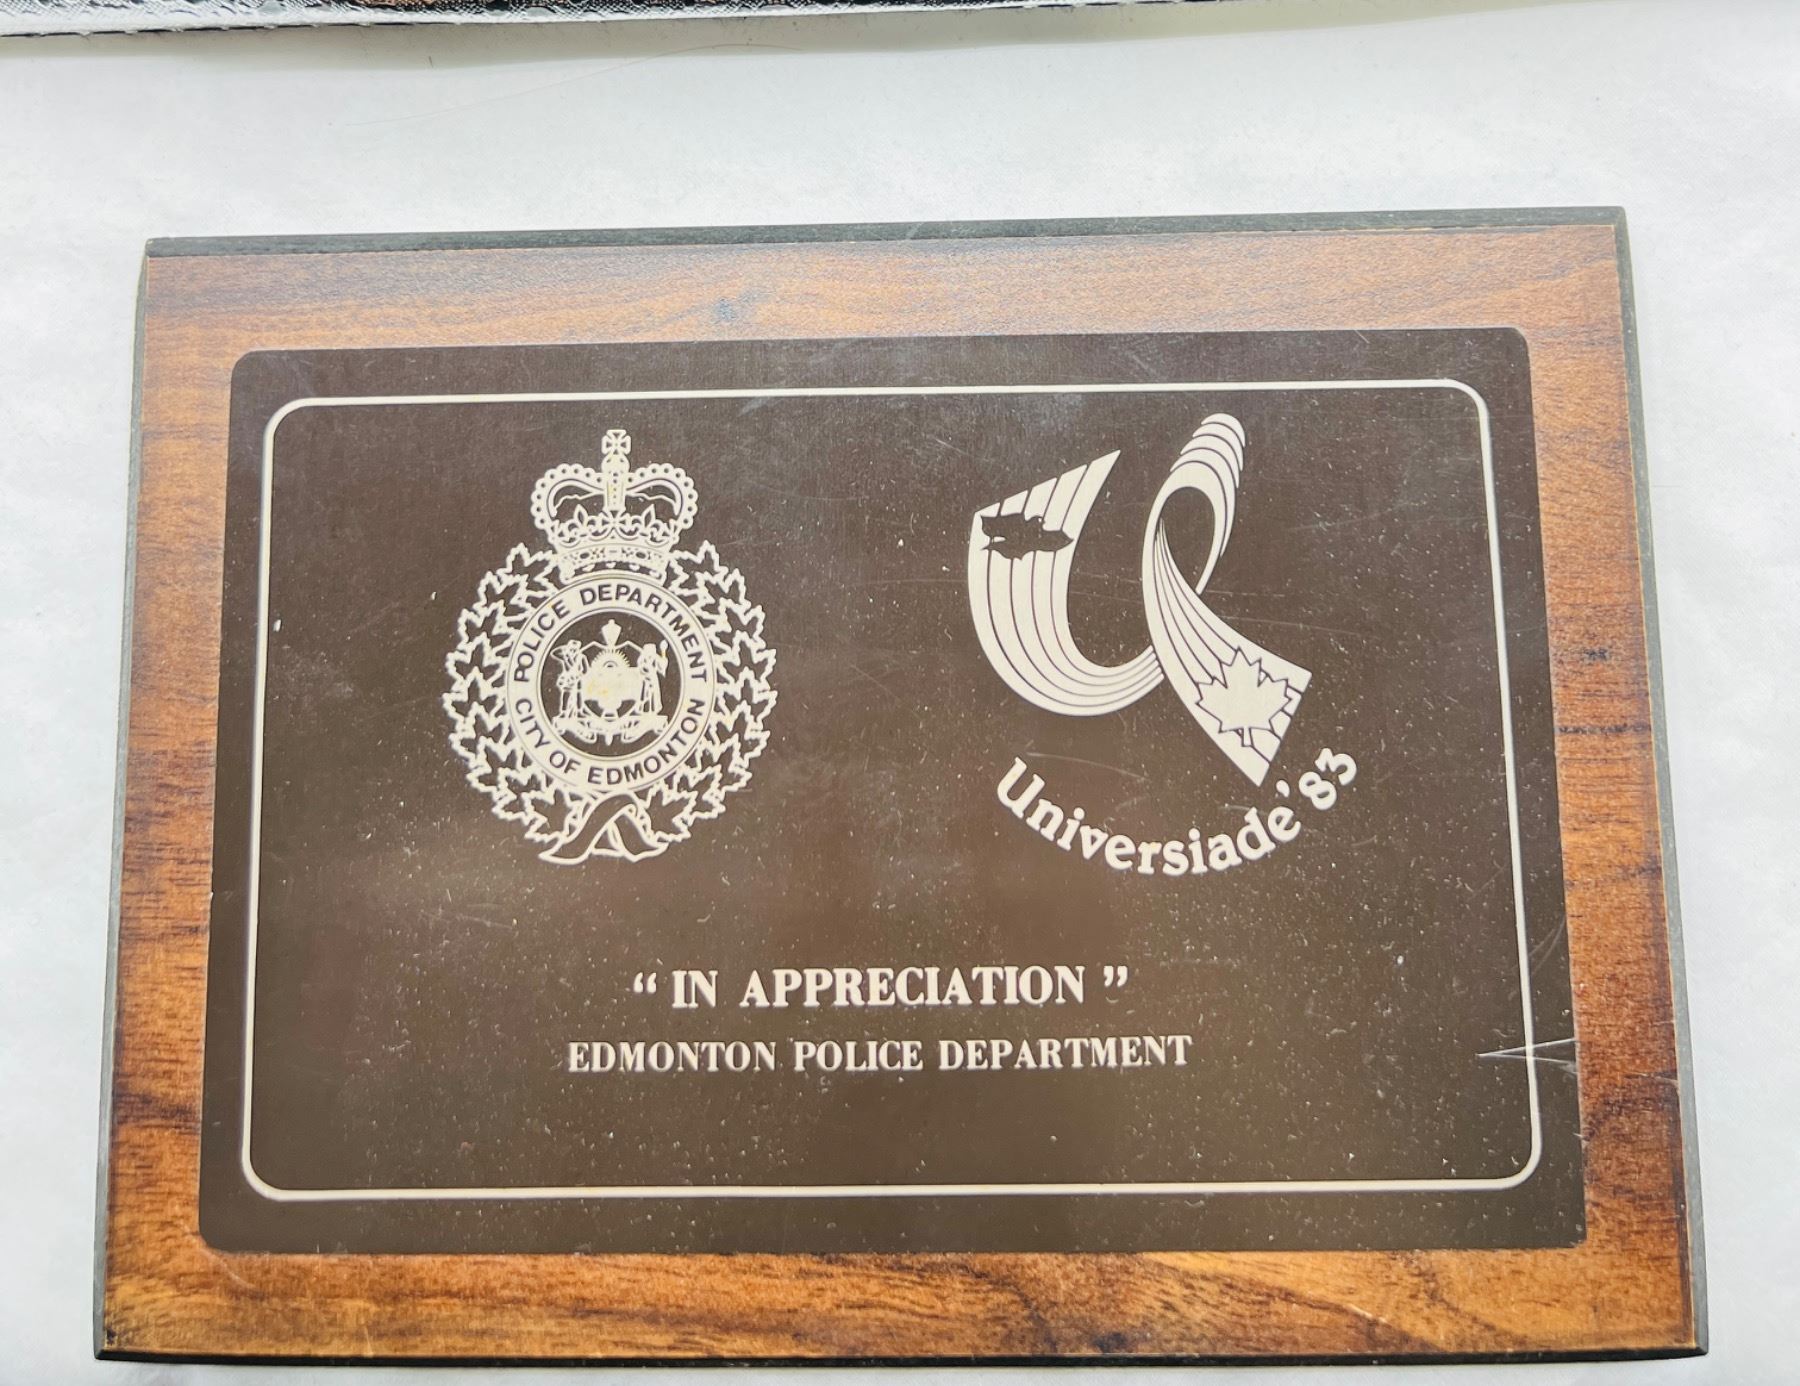 POLICE DEPARTMENT
CITY OF EDMONTON
Universiade '83
“ IN APPRECIATION ”
EDMONTON POLICE DEPARTMENT